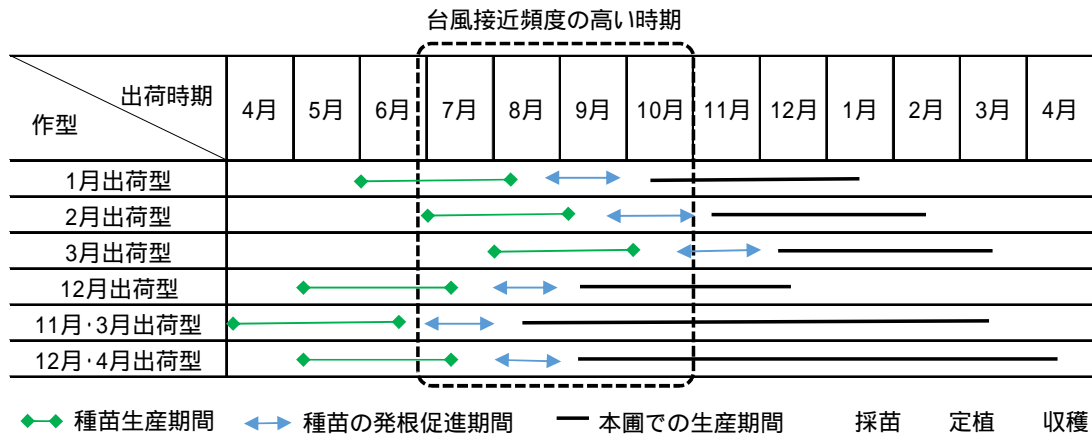 台風接近頻度の高い時期
出荷時期
作型
4月 5月 6月 7月 8月 9月 10月 11月 12月 1月 2月 3月 4月
1月出荷型
2月出荷型
3月出荷型
12月出荷型
11月・3月出荷型
12月・4月出荷型
種苗生産期間 種苗の発根促進期間 本圃での生産期間 採苗 定植 収穫